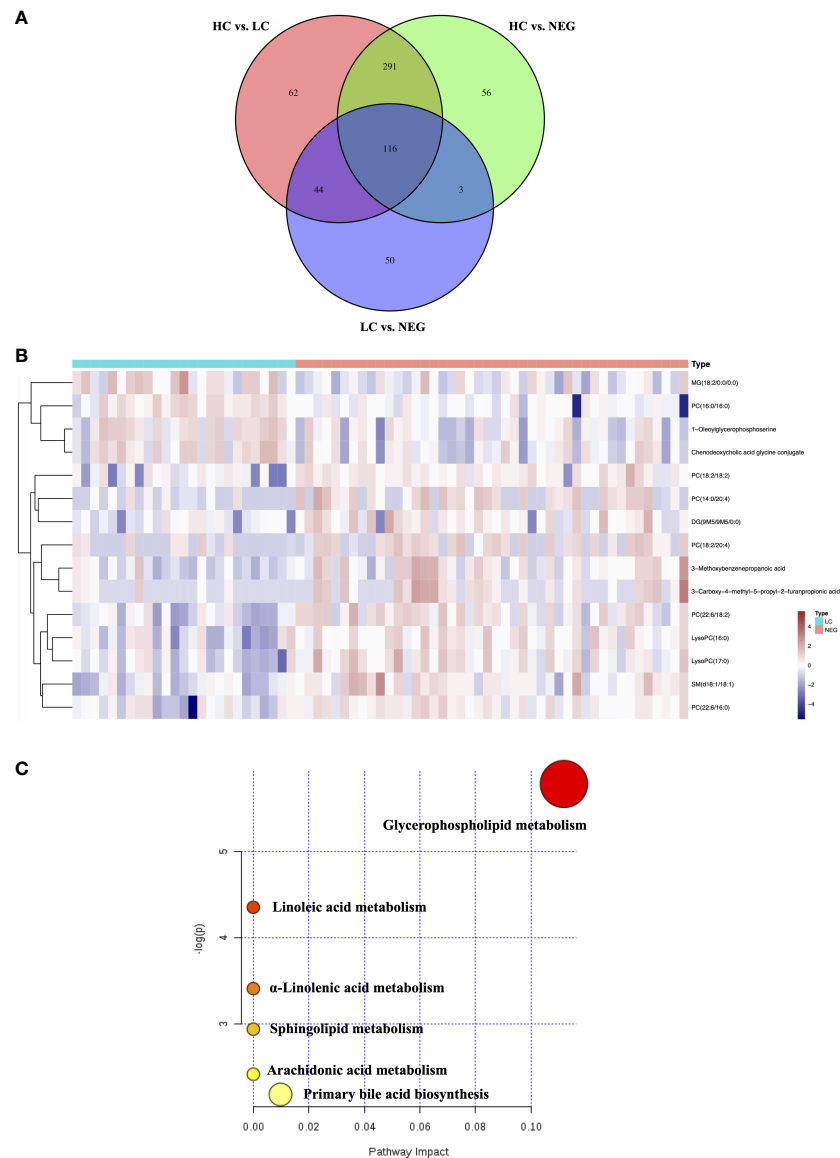 A
HC vs. LC
HC vs. NEG
291
62
56
116
44
3
50
LC vs. NEG
B
Type
MG(18:2/0:0/0:0)
PC(16:0/16:0)
1−Oleoylglycerophosphoserine
Chenodeoxycholic acid glycine conjugate
PC(18:2/18:2)
PC(14:0/20:4)
DG(9M5/9M5/0:0)
PC(18:2/20:4)
3−Methoxybenzenepropanoic acid
3−Carboxy−4−methyl−5−propyl−2−furanpropionic acid
PC(22:6/18:2)
LysoPC(16:0)
LysoPC(17:0)
SM(d18:1/18:1)
PC(22:6/16:0)
Type
LC
NEG
4
2
0
−2
−4
C
Glycerophospholipid metabolism
5
Linoleic acid metabolism
4
-log(p)
α-Linolenic acid metabolism
3
Sphingolipid metabolism
Arachidonic acid metabolism
Primary bile acid biosynthesis
0.00 0.02 0.04 0.06 0.08 0.10
Pathway Impact